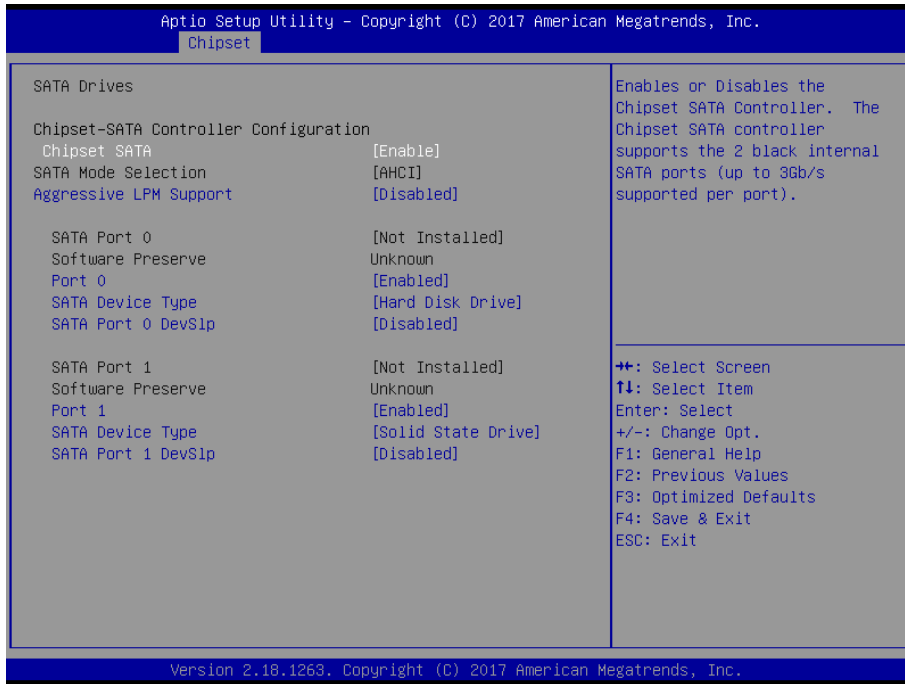 Aptio Setup Utility – Copyright (C) 2017 American Megatrends, Inc.
Chipset
SATA Drives
Chipset-SATA Controller Configuration
Chipset SATA [Enable]
SATA Mode Selection [AHCI]
Aggressive LPM Support [Disabled]
SATA Port 0 [Not Installed]
Software Preserve Unknown
Port 0 [Enabled]
SATA Device Type [Hard Disk Drive]
SATA Port 0 DevSlp [Disabled]
SATA Port 1 [Not Installed]
Software Preserve Unknown
Port 1 [Enabled]
SATA Device Type [Solid State Drive]
SATA Port 1 DevSlp [Disabled]
Enables or Disables the
Chipset SATA Controller. The
Chipset SATA controller
supports the 2 black internal
SATA ports (up to 3Gb/s
supported per port).
→←: Select Screen
↑↓: Select Item
Enter: Select
+/-: Change Opt.
F1: General Help
F2: Previous Values
F3: Optimized Defaults
F4: Save & Exit
ESC: Exit
Version 2.18.1263. Copyright (C) 2017 American Megatrends, Inc.